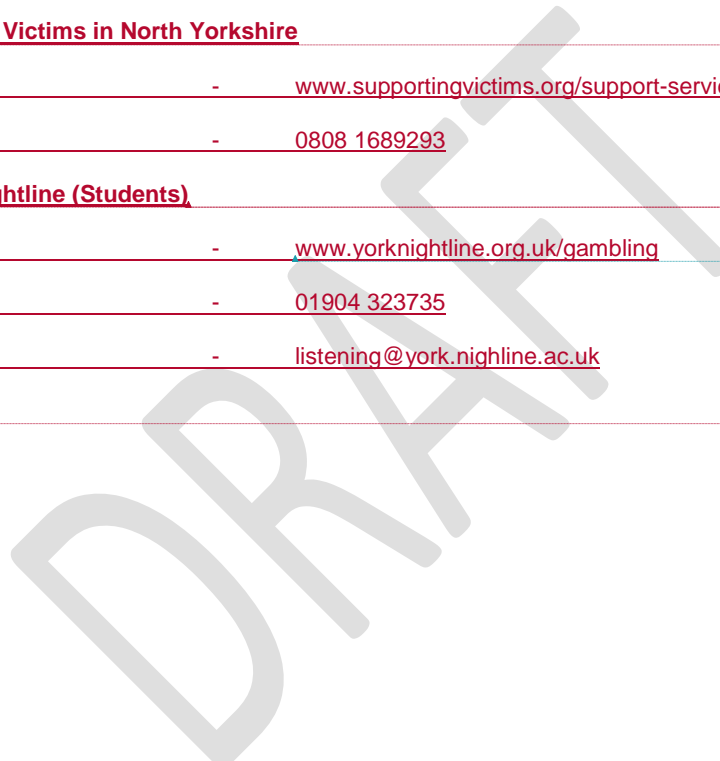 Victims in North Yorkshire
- www.supportingvictims.org/support-servi
- 0808 1689293
htline (Students)
- www.yorknightline.org.uk/gambling
- 01904 323735
- listening@york.nighline.ac.uk
DRAFT